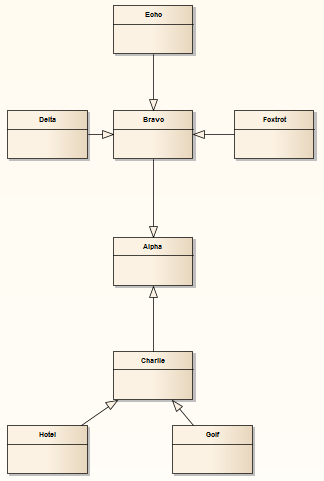 Echo
Delta
Bravo
Foxtrot
Alpha
Charlie
Hotel
Golf